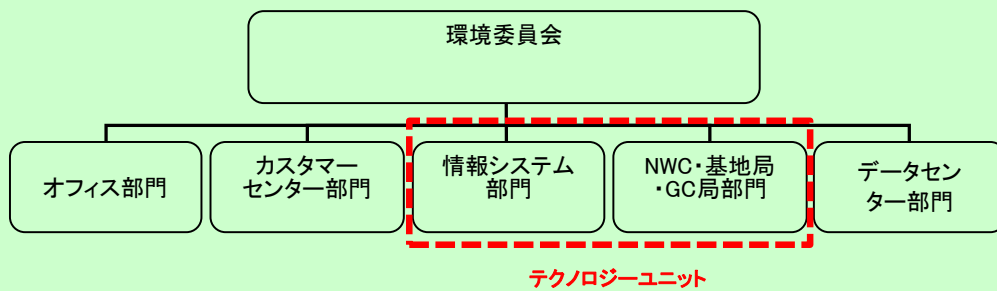 環境委員会
オフィス部門
カスタマー
センター部門
情報システム
部門
NWC・基地局
・GC局部門
データセン
ター部門
テクノロジーユニット